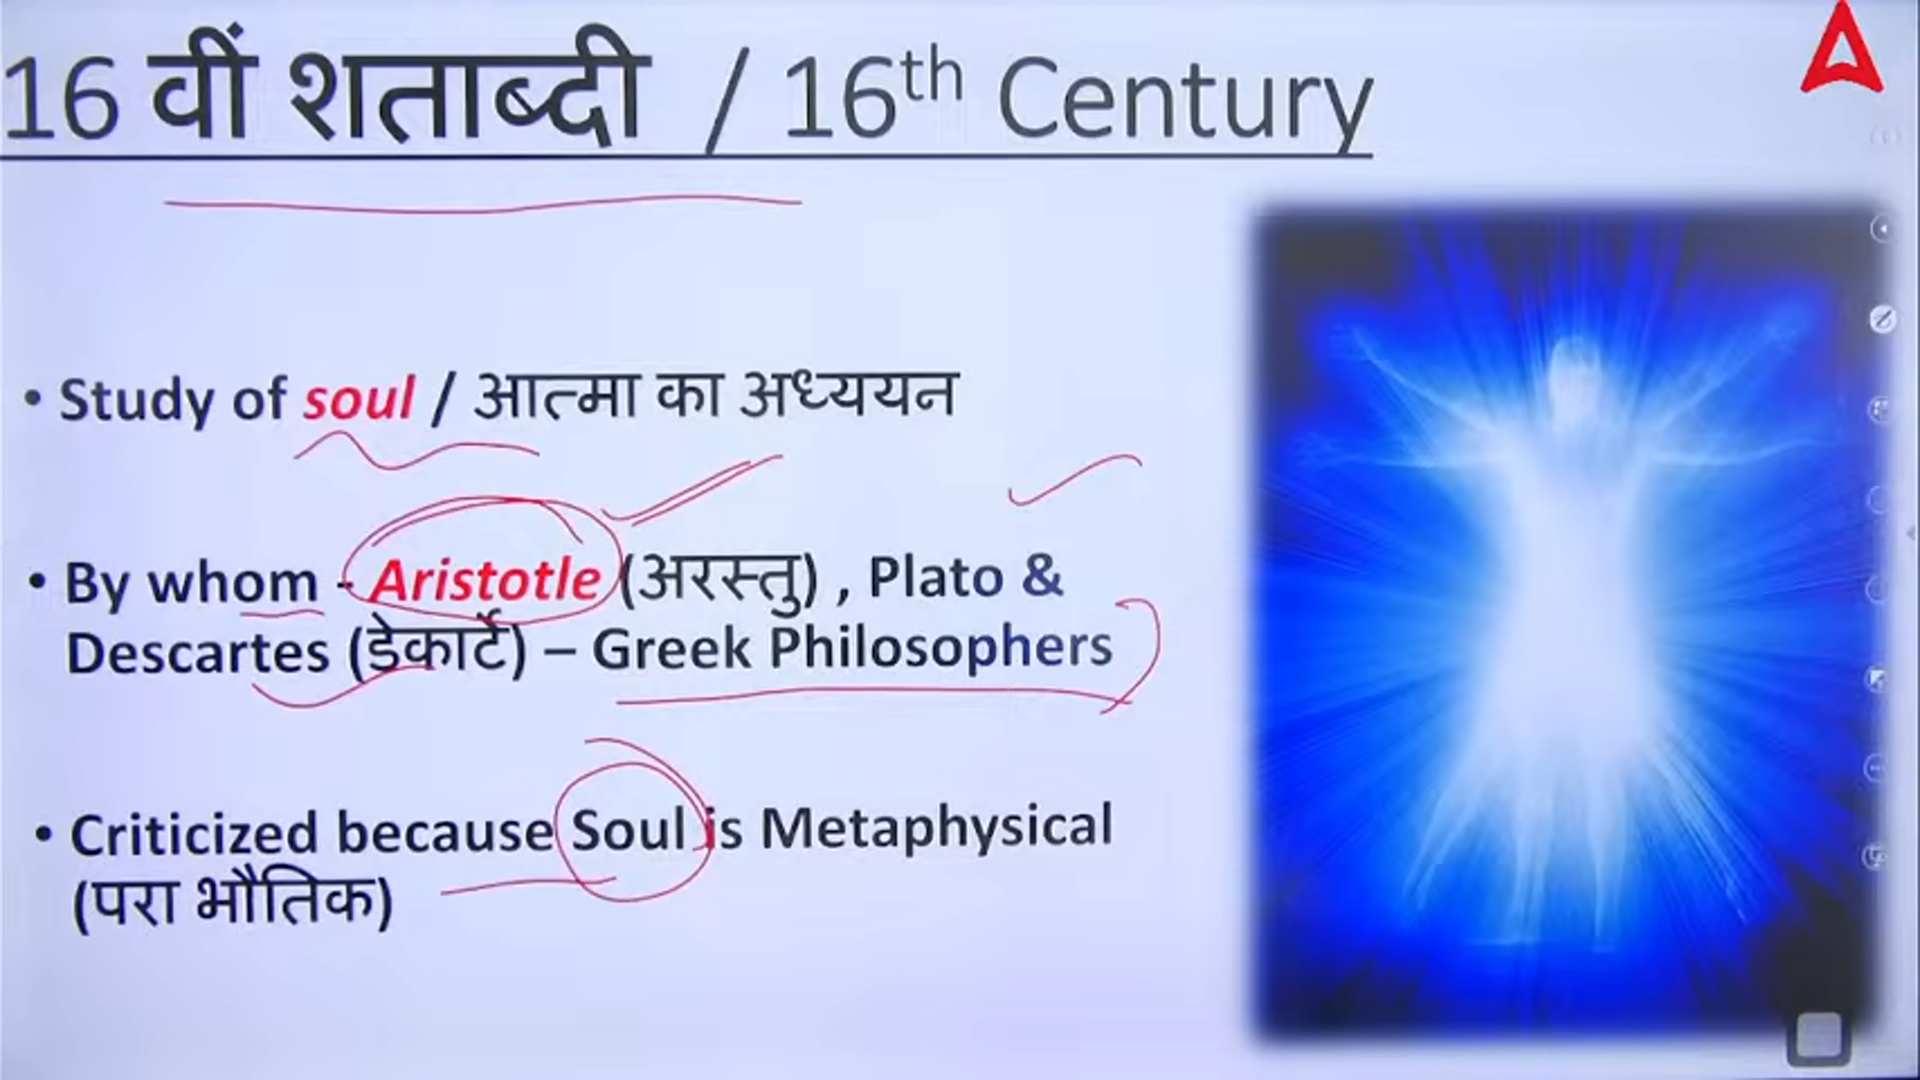 16 वीं शताब्दी / 16th Century
• Study of soul / आत्मा का अध्ययन
• By whom - Aristotle (अरस्तु) , Plato &
Descartes (डेकार्टे) – Greek Philosophers
• Criticized because Soul is Metaphysical
(परा भौतिक)